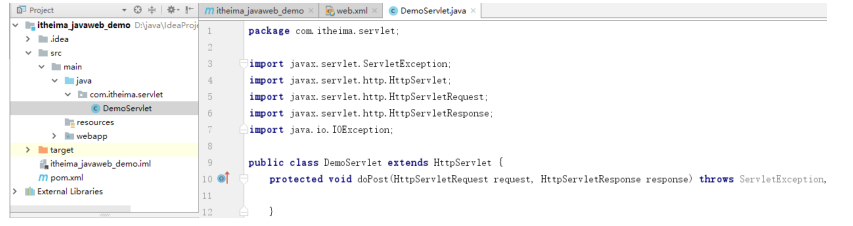 Project
itheima_javaweb_demo D:\java\IdeaProje
.idea
src
main
java
com.itheima.servlet
DemoServlet
resources
webapp
target
itheima_javaweb_demo.iml
pom.xml
External Libraries
itheima_javaweb_demo × web.xml × DemoServlet.java ×
1 package com.itheima.servlet;
2
3 import javax.servlet.ServletException;
4 import javax.servlet.http.HttpServlet;
5 import javax.servlet.http.HttpServletRequest;
6 import javax.servlet.http.HttpServletResponse;
7 import java.io.IOException;
8
9 public class DemoServlet extends HttpServlet {
10 protected void doPost(HttpServletRequest request, HttpServletResponse response) throws ServletException,
11
12 }